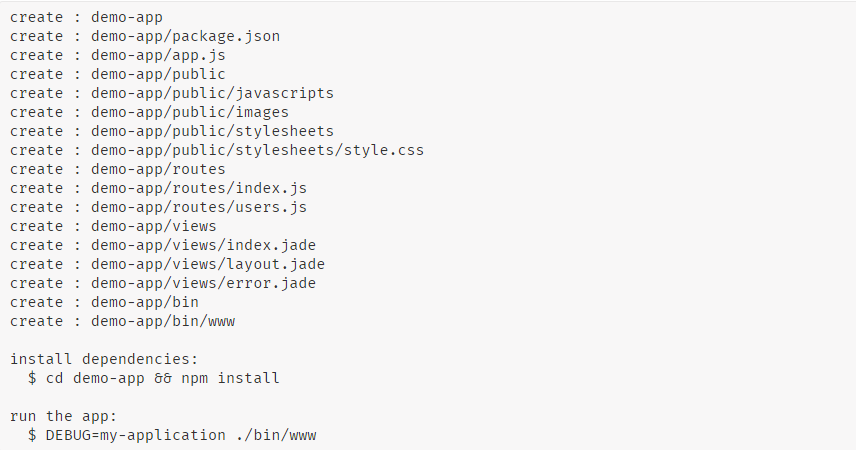 create : demo-app
create : demo-app/package.json
create : demo-app/app.js
create : demo-app/public
create : demo-app/public/javascripts
create : demo-app/public/images
create : demo-app/public/stylesheets
create : demo-app/public/stylesheets/style.css
create : demo-app/routes
create : demo-app/routes/index.js
create : demo-app/routes/users.js
create : demo-app/views
create : demo-app/views/index.jade
create : demo-app/views/layout.jade
create : demo-app/views/error.jade
create : demo-app/bin
create : demo-app/bin/www
install dependencies:
$ cd demo-app && npm install
run the app:
$ DEBUG=my-application ./bin/www